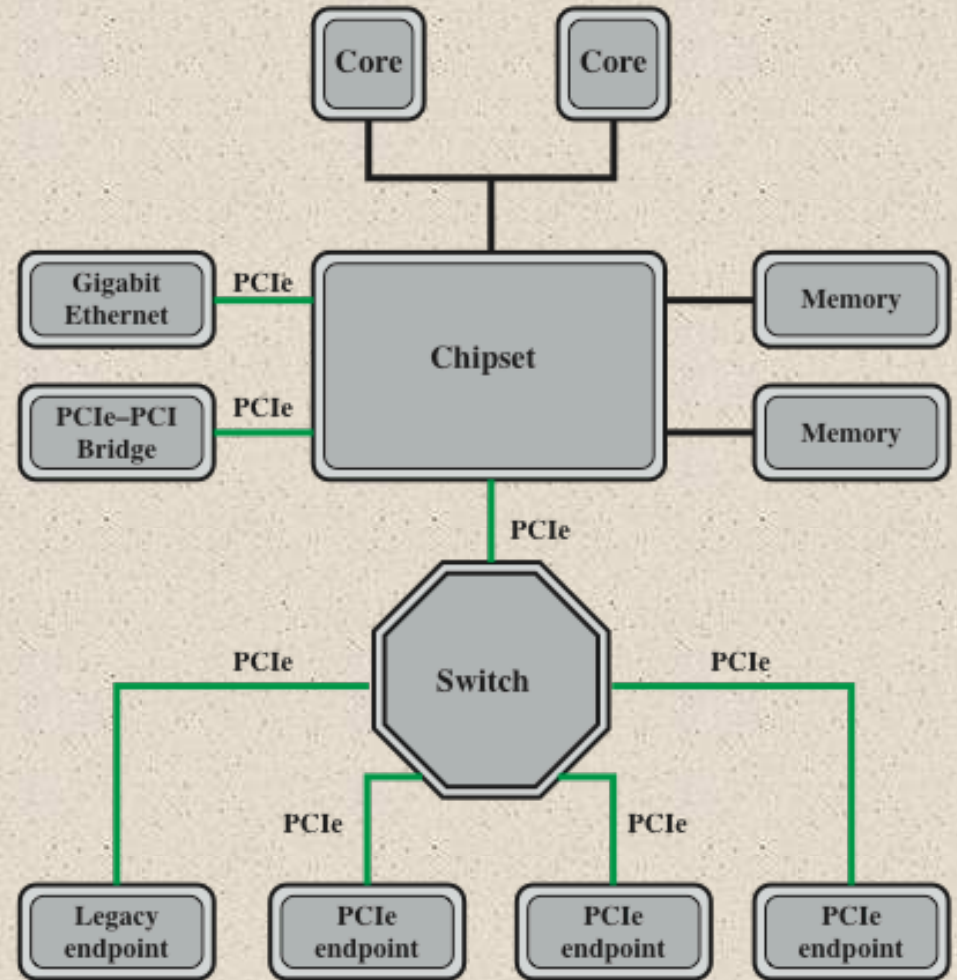 Core
Core
Gigabit
Ethernet
PCIe
Chipset
Memory
PCIe–PCI
Bridge
PCIe
Memory
PCIe
Switch
PCIe
PCIe
PCIe
PCIe
Legacy
endpoint
PCIe
endpoint
PCIe
endpoint
PCIe
endpoint